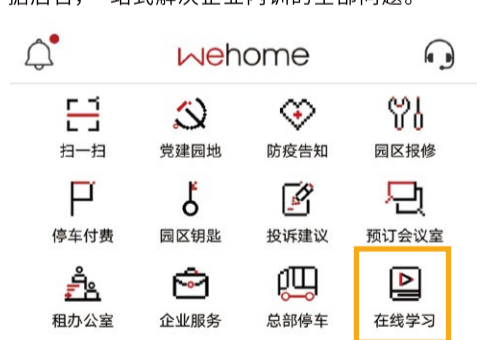 wehome
扫一扫 党建园地 防疫告知 园区报修
停车付费 园区钥匙 投诉建议 预订会议室
租办公室 企业服务 总部停车 在线学习